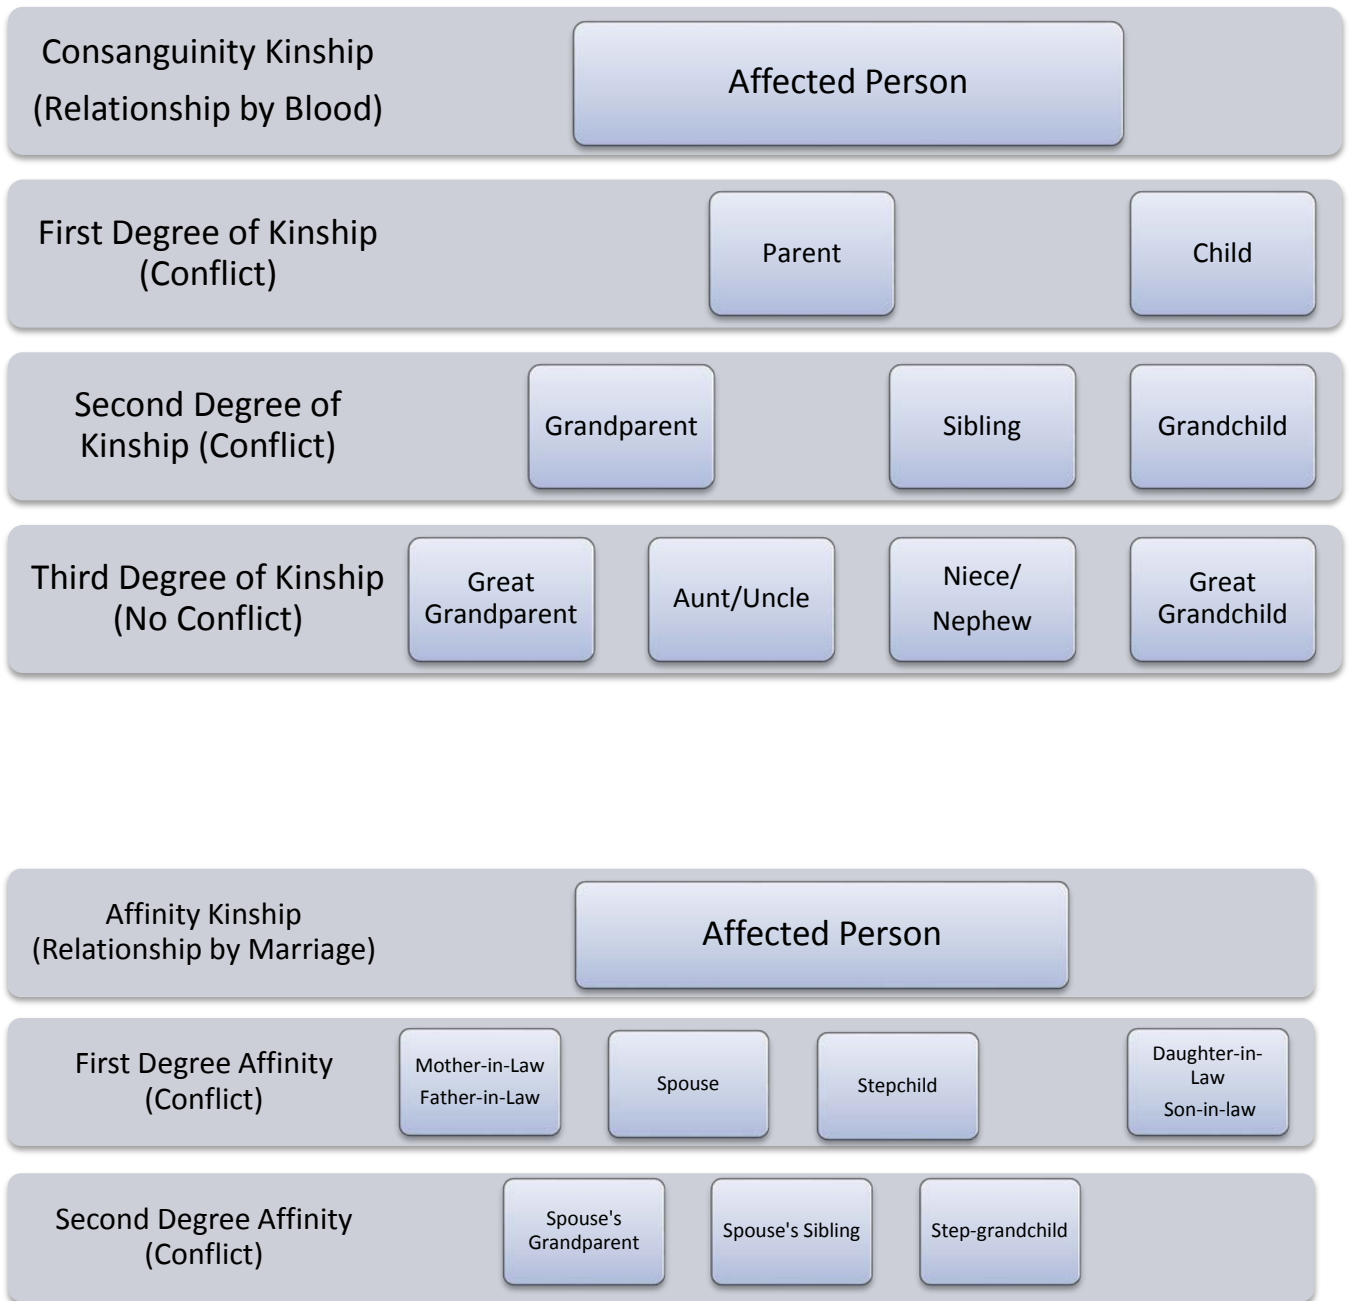 Consanguinity Kinship
(Relationship by Blood)
Affected Person
First Degree of Kinship
(Conflict)
Parent
Child
Second Degree of
Kinship (Conflict)
Grandparent
Sibling
Grandchild
Third Degree of Kinship
(No Conflict)
Great
Grandparent
Aunt/Uncle
Niece/
Nephew
Great
Grandchild
Affinity Kinship
(Relationship by Marriage)
Affected Person
First Degree Affinity
(Conflict)
Mother-in-Law
Father-in-Law
Spouse
Stepchild
Daughter-in-
Law
Son-in-law
Second Degree Affinity
(Conflict)
Spouse's
Grandparent
Spouse's Sibling
Step-grandchild